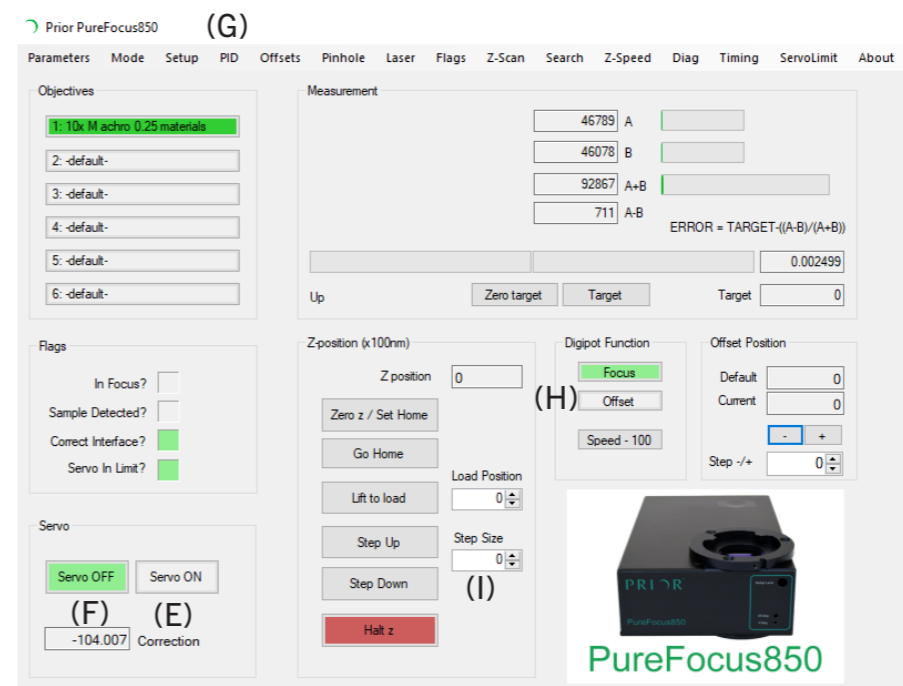 Prior PureFocus850 (G)
Parameters Mode Setup PID Offsets Pinhole Laser Flags Z-Scan Search Z-Speed Diag Timing ServoLimit About
Objectives
1: 10x M achro 0.25 materials
2: -default-
3: -default-
4: -default-
5: -default-
6: -default-
Measurement
46789 A
46078 B
92867 A+B
711 A-B
ERROR = TARGET-((A-B)/(A+B))
0.002499
Up Zero target Target Target 0
Flags
In Focus?
Sample Detected?
Correct Interface?
Servo In Limit?
Z-position (x100nm)
Z position 0
Zero z / Set Home
Go Home
Lift to load
Load Position
0
Step Up
Step Size
0
Step Down
(I)
Halt z
Digipot Function
Focus
(H) Offset
Speed - 100
Offset Position
Default 0
Current 0
- +
Step -/+ 0
Servo
Servo OFF Servo ON
(F) (E)
-104.007 Correction
PRIOR
PureFocus850
PureFocus850